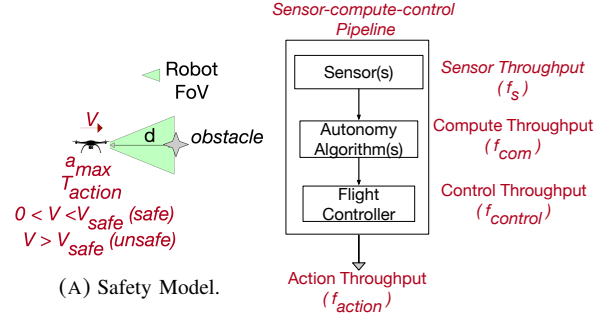 Robot
FoV
V
d
obstacle
a max
T action
0 < V <V safe (safe)
V > V safe (unsafe)
(A) Safety Model.
Sensor-compute-control
Pipeline
Sensor(s)
Autonomy
Algorithm(s)
Flight
Controller
Sensor Throughput
( f s )
Compute Throughput
( f com )
Control Throughput
( f control )
Action Throughput
( f action )